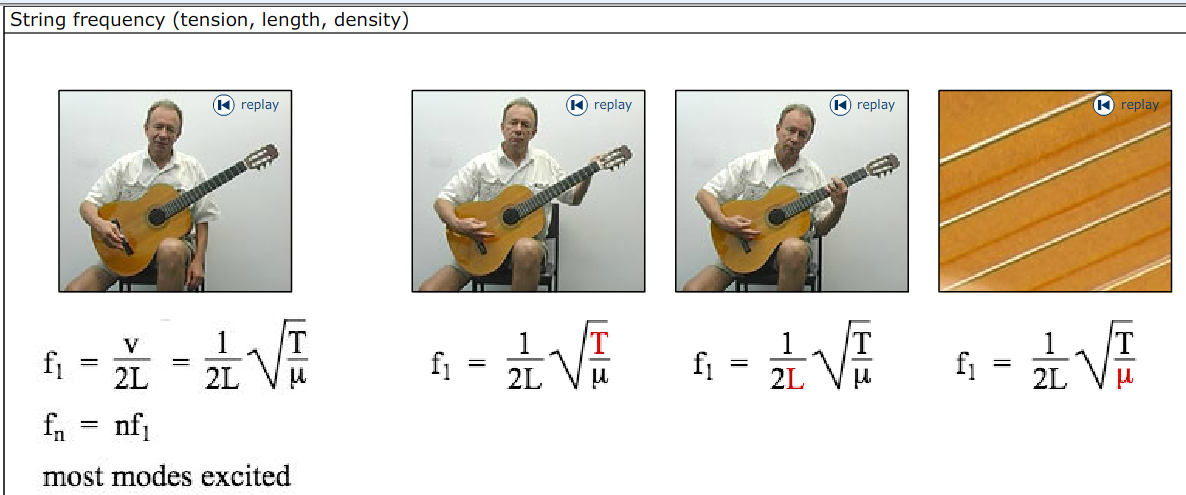 String frequency (tension, length, density)
replay
replay
replay
replay
f₁ = v/2L = 1/2L √T/μ
f₁ = 1/2L √T/μ
f₁ = 1/2L √T/μ
f₁ = 1/2L √T/μ
fₙ = nf₁
most modes excited